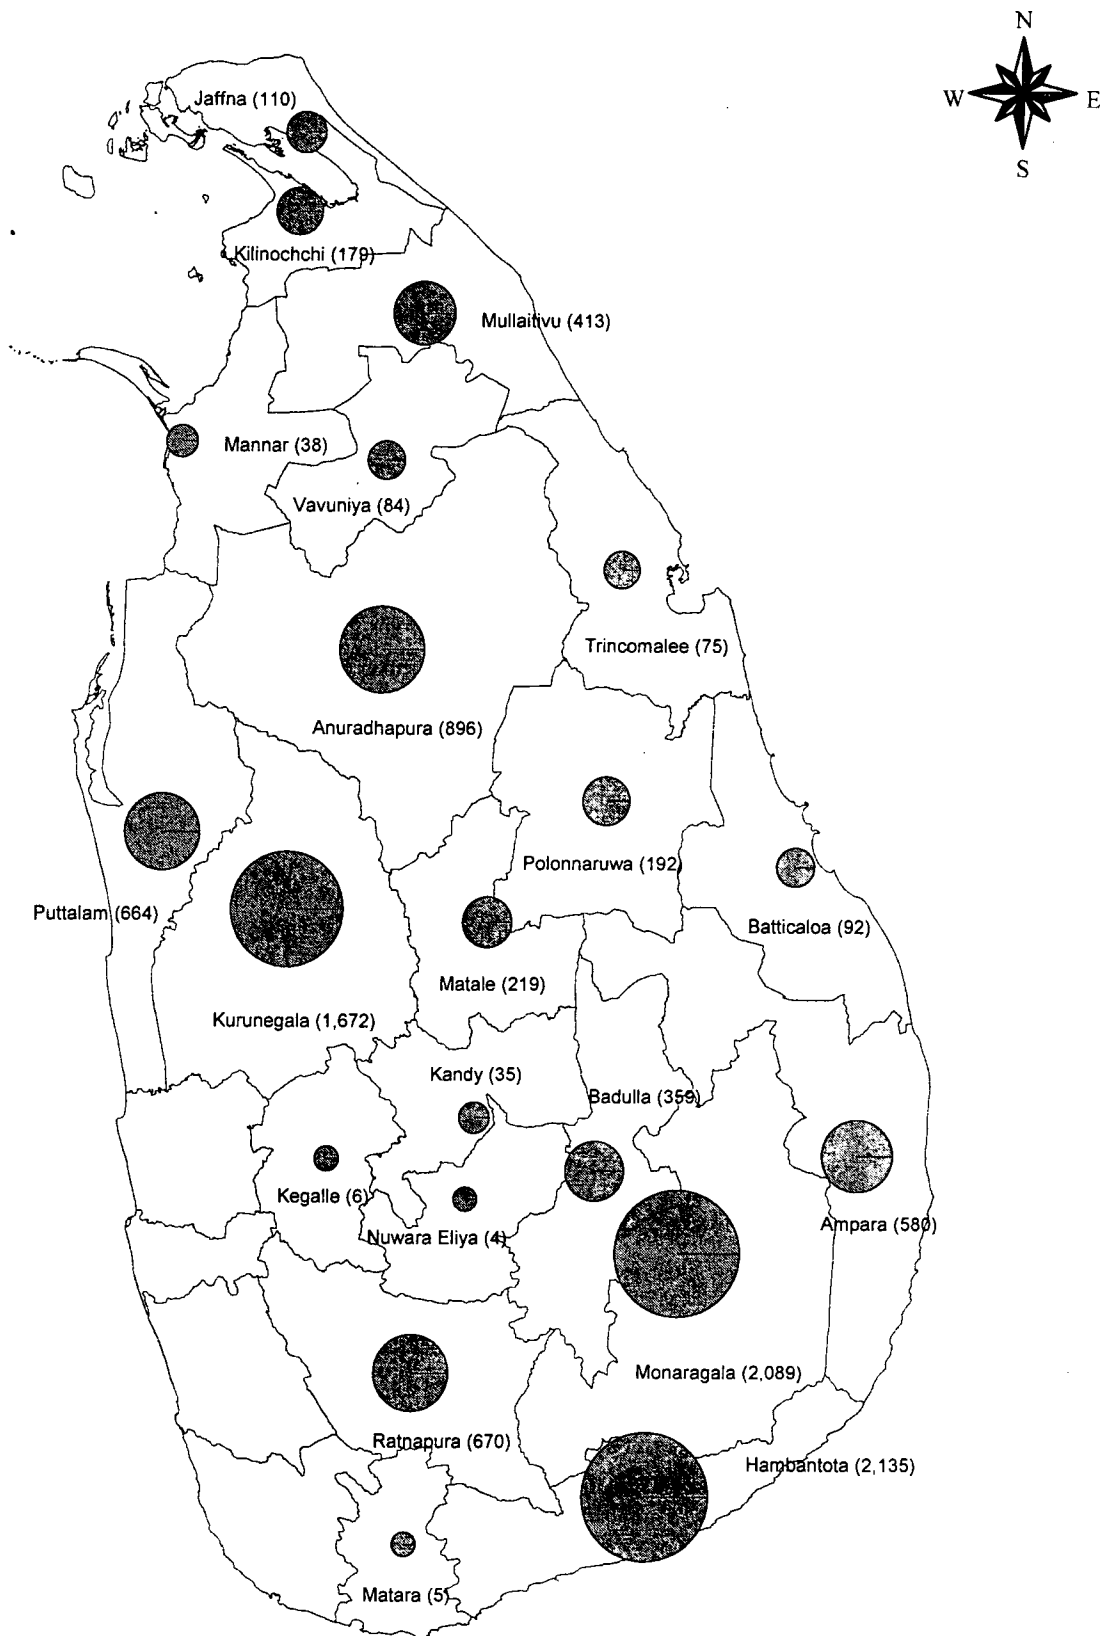 N
W E
S
Jaffna (110)
Kilinochchi (179)
Mullaitivu (413)
Mannar (38)
Vavuniya (84)
Trincomalee (75)
Anuradhapura (896)
Polonnaruwa (192)
Puttalam (664)
Batticaloa (92)
Matale (219)
Kurunegala (1,672)
Kandy (35)
Badulla (359)
Kegalle (6)
Ampara (580)
Nuwara Eliya (4)
Monaragala (2,089)
Ratnapura (670)
Hambantota (2,135)
Matara (5)